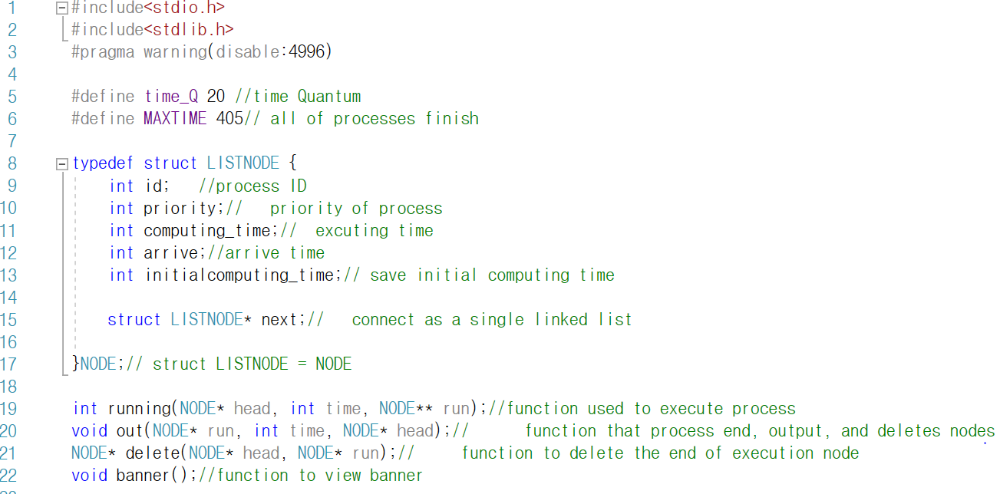 1 #include<stdio.h>
2 #include<stdlib.h>
3 #pragma warning(disable:4996)
4
5 #define time_Q 20 //time Quantum
6 #define MAXTIME 405// all of processes finish
7
8 typedef struct LISTNODE {
9 int id;   //process ID
10 int priority;//   priority of process
11 int computing_time;//  excuting time
12 int arrive;//arrive time
13 int initialcomputing_time;// save initial computing time
14
15 struct LISTNODE* next;//   connect as a single linked list
16
17 }NODE;// struct LISTNODE = NODE
18
19 int running(NODE* head, int time, NODE** run);//function used to execute process
20 void out(NODE* run, int time, NODE* head);//      function that process end, output, and deletes nodes
21 NODE* delete(NODE* head, NODE* run);//     function to delete the end of execution node
22 void banner();//function to view banner